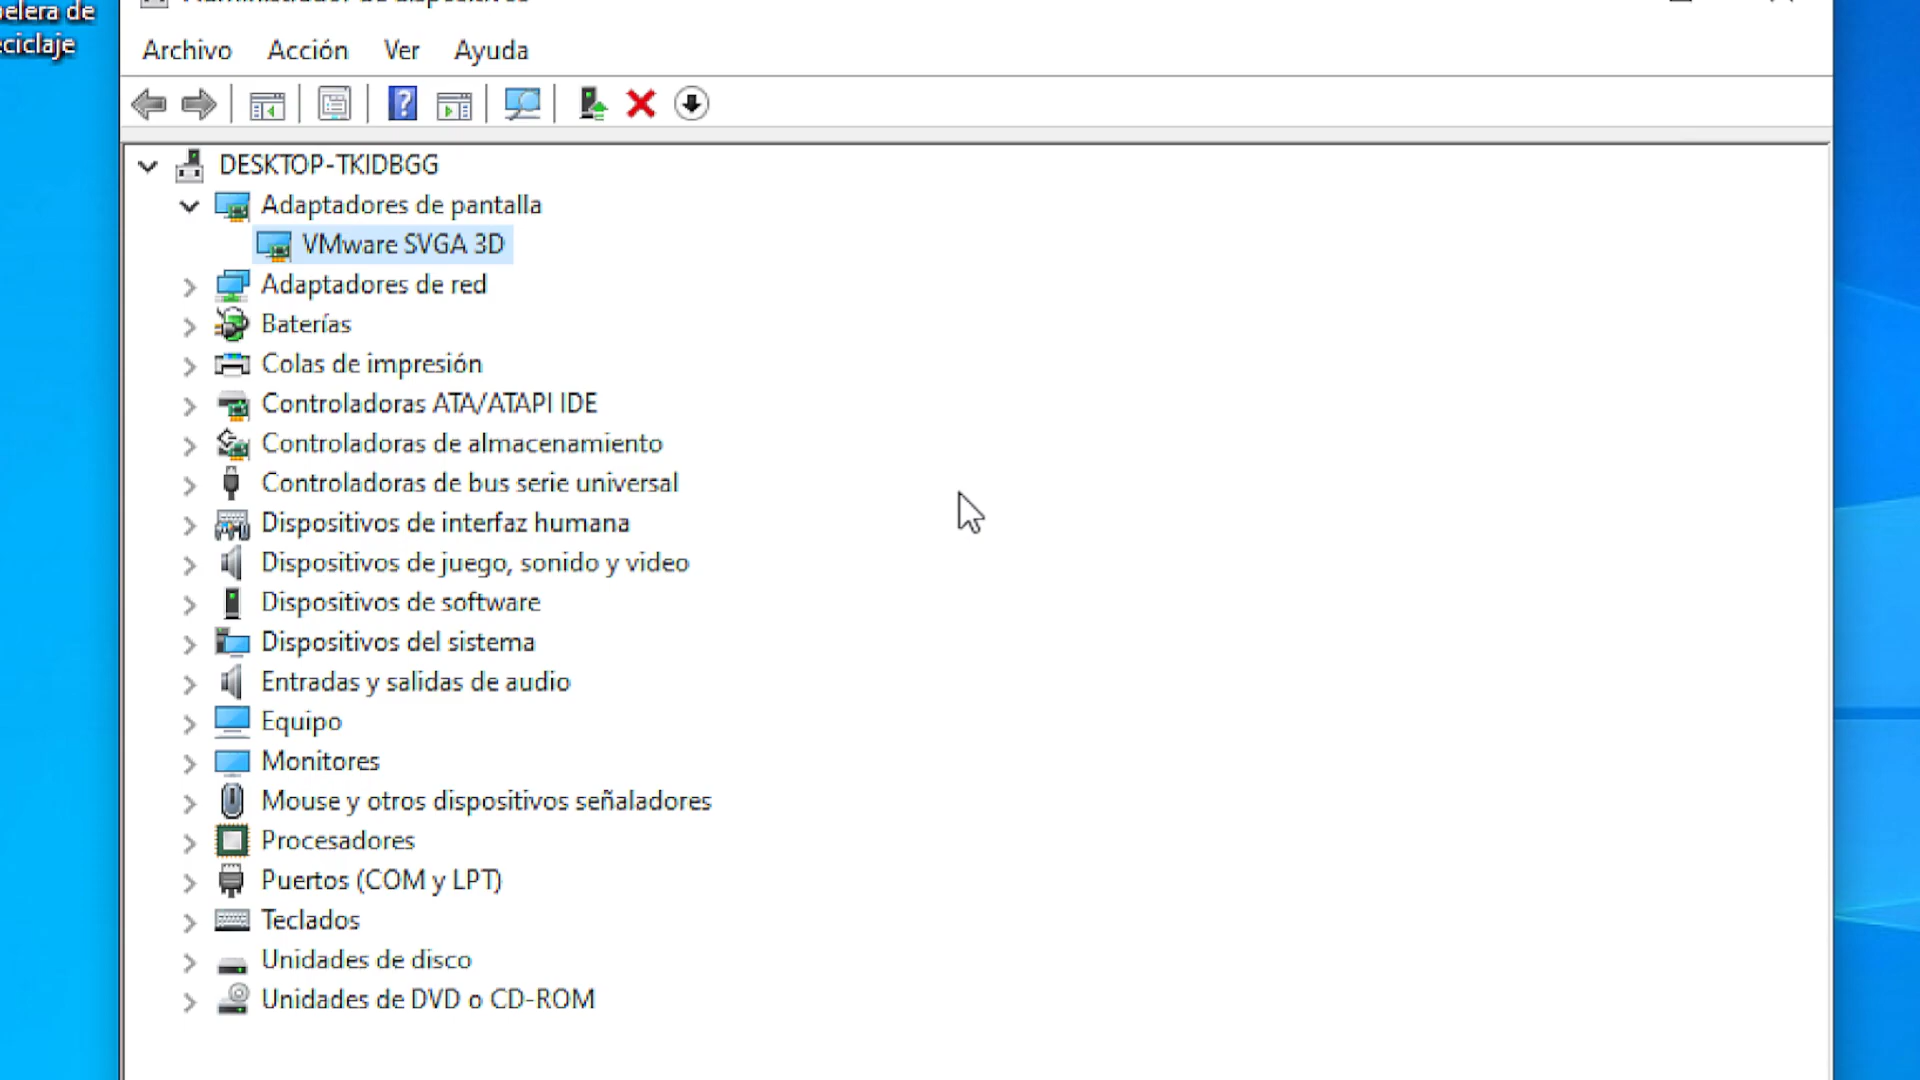 de
Archivo Acción Ver Ayuda
DESKTOP-TKIDBGG
Adaptadores de pantalla
VMware SVGA 3D
Adaptadores de red
Baterías
Colas de impresión
Controladoras ATA/ATAPI IDE
Controladoras de almacenamiento
Controladoras de bus serie universal
Dispositivos de interfaz humana
Dispositivos de juego, sonido y video
Dispositivos de software
Dispositivos del sistema
Entradas y salidas de audio
Equipo
Monitores
Mouse y otros dispositivos señaladores
Procesadores
Puertos (COM y LPT)
Teclados
Unidades de disco
Unidades de DVD o CD-ROM